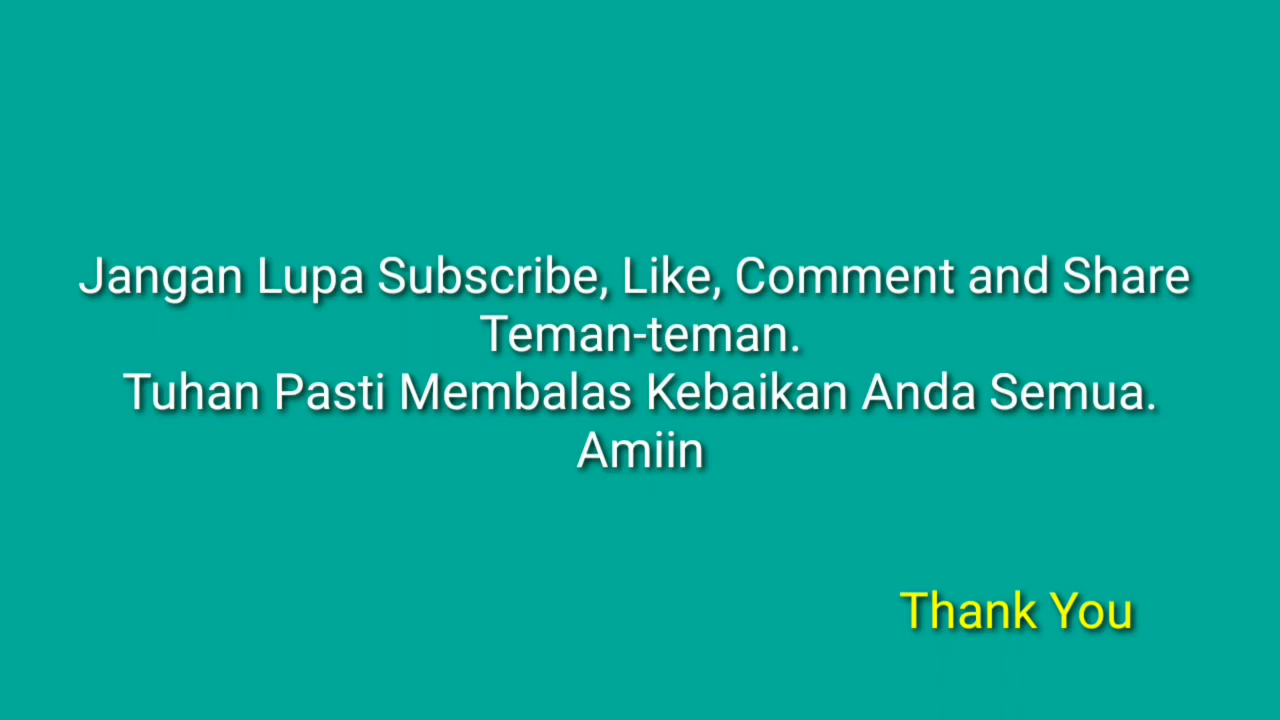 Jangan Lupa Subscribe, Like, Comment and Share
Teman-teman.
Tuhan Pasti Membalas Kebaikan Anda Semua.
Amiin
Thank You